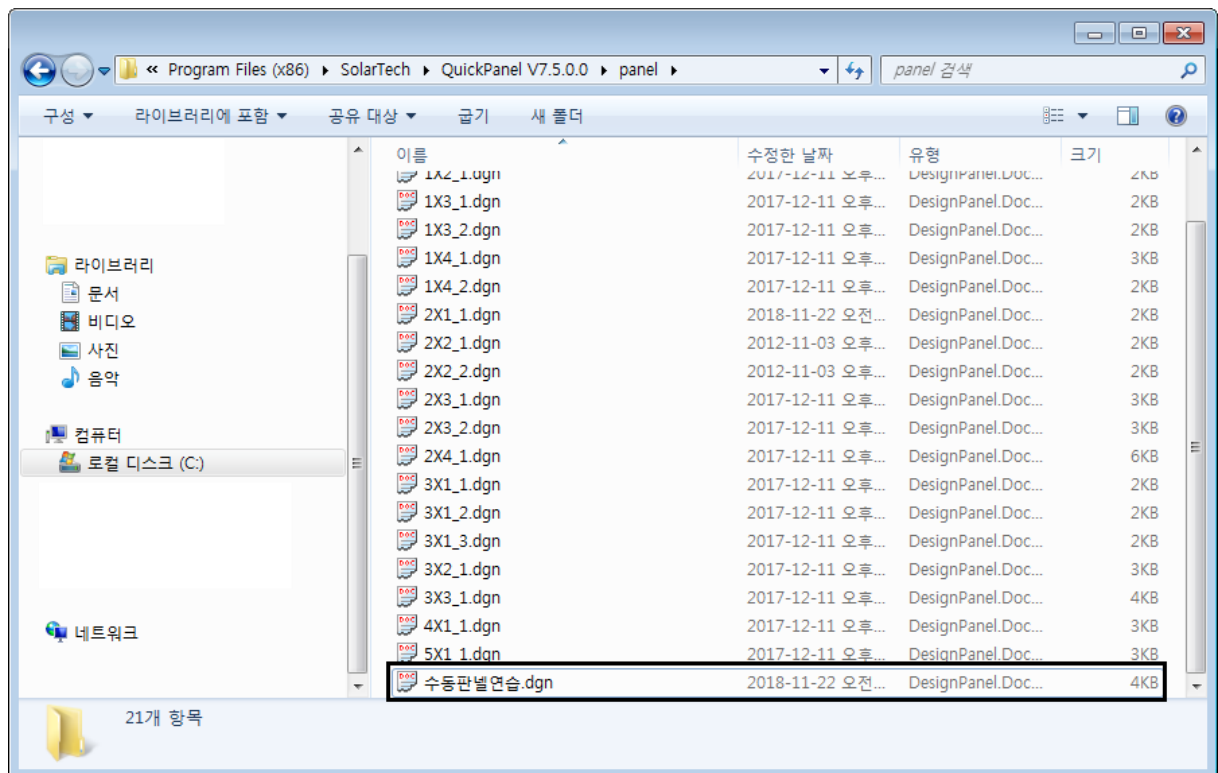 « Program Files (x86) ▸ SolarTech ▸ QuickPanel V7.5.0.0 ▸ panel ▸
panel 검색
구성 라이브러리에 포함 공유 대상 굽기 새 폴더
이름 수정한 날짜 유형 크기
1X2_1.dgn 2017-12-11 오후... DesignPanel.Doc... 2KB
1X3_1.dgn 2017-12-11 오후... DesignPanel.Doc... 2KB
1X3_2.dgn 2017-12-11 오후... DesignPanel.Doc... 2KB
1X4_1.dgn 2017-12-11 오후... DesignPanel.Doc... 3KB
1X4_2.dgn 2017-12-11 오후... DesignPanel.Doc... 2KB
2X1_1.dgn 2018-11-22 오전... DesignPanel.Doc... 2KB
2X2_1.dgn 2012-11-03 오후... DesignPanel.Doc... 2KB
2X2_2.dgn 2012-11-03 오후... DesignPanel.Doc... 2KB
2X3_1.dgn 2017-12-11 오후... DesignPanel.Doc... 3KB
2X3_2.dgn 2017-12-11 오후... DesignPanel.Doc... 3KB
2X4_1.dgn 2017-12-11 오후... DesignPanel.Doc... 6KB
3X1_1.dgn 2017-12-11 오후... DesignPanel.Doc... 2KB
3X1_2.dgn 2017-12-11 오후... DesignPanel.Doc... 2KB
3X1_3.dgn 2017-12-11 오후... DesignPanel.Doc... 2KB
3X2_1.dgn 2017-12-11 오후... DesignPanel.Doc... 3KB
3X3_1.dgn 2017-12-11 오후... DesignPanel.Doc... 4KB
4X1_1.dgn 2017-12-11 오후... DesignPanel.Doc... 3KB
5X1_1.dgn 2017-12-11 오후... DesignPanel.Doc... 3KB
수동판넬연습.dgn 2018-11-22 오전... DesignPanel.Doc... 4KB
라이브러리
문서
비디오
사진
음악
컴퓨터
로컬 디스크 (C:)
네트워크
21개 항목